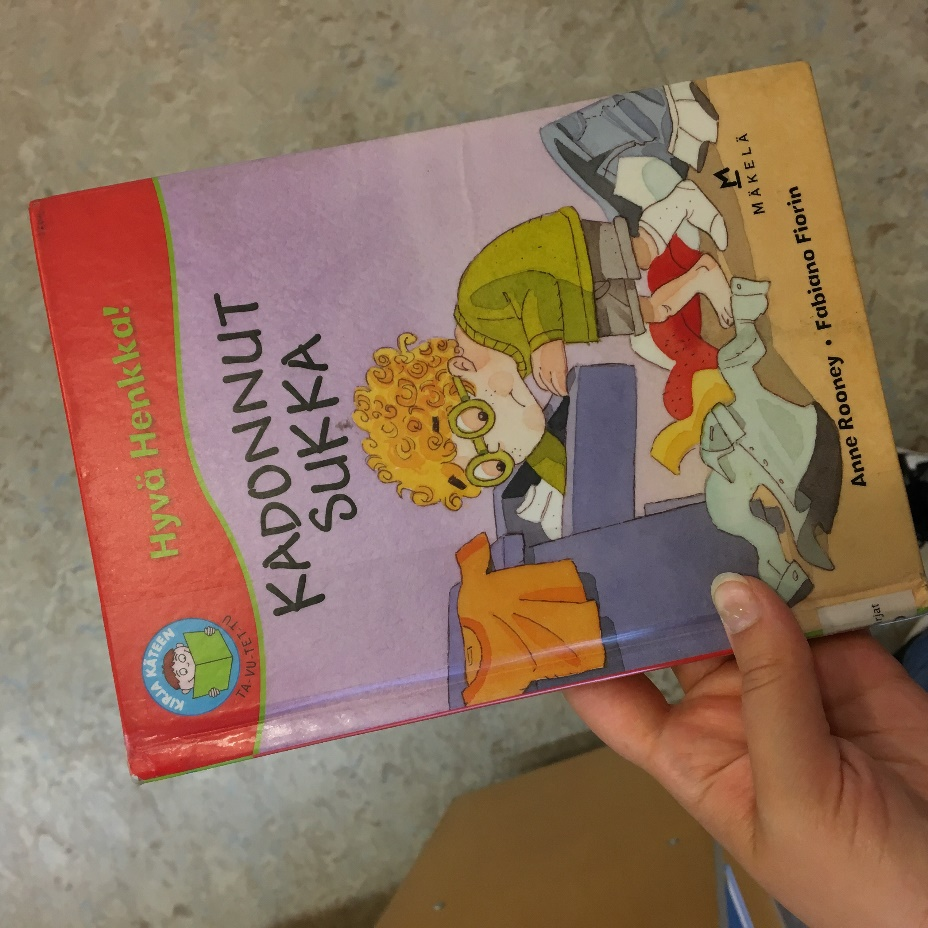 Hyvä Henkka!
KIRJA KÄTEEN
TA-VU TET-TU
KADONNUT
SUKKA
MÄKELÄ
Anne Rooney • Fabiano Fiorin